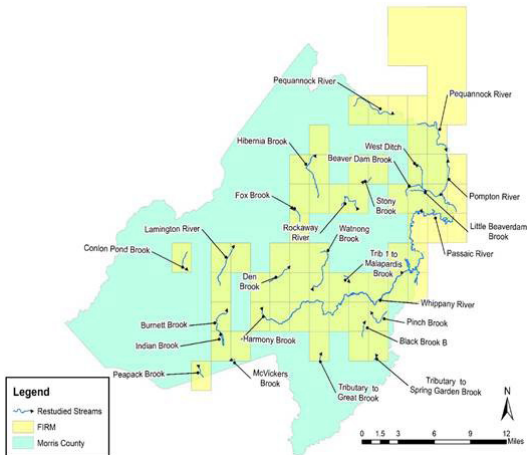 Pequannock River
Pequannock River
Hibernia Brook
West Ditch
Beaver Dam Brook
Pompton River
Fox Brook
Stony
Brook
Rockaway
River
Little Beaverdam
Brook
Lamington River
Watnong
Brook
Passaic River
Conlon Pond Brook
Trib 1 to
Malapardis
Brook
Den
Brook
Whippany River
Burnett Brook
Pinch Brook
Harmony Brook
Indian Brook
Black Brook B
Peapack Brook
McVickers
Brook
Tributary to
Great Brook
Tributary to
Spring Garden Brook
Legend
Restudied Streams
FIRM
Morris County
N
0 1.5 3 6 9 12
Miles